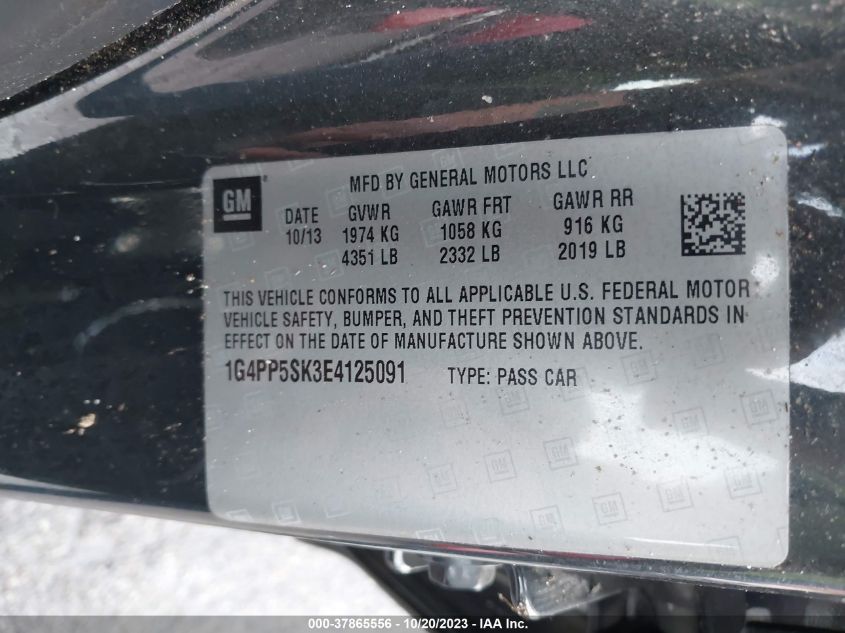 MFD BY GENERAL MOTORS LLC
GM
DATE GVWR GAWR FRT GAWR RR
10/13 1974 KG 1058 KG 916 KG
4351 LB 2332 LB 2019 LB
THIS VEHICLE CONFORMS TO ALL APPLICABLE U.S. FEDERAL MOTOR
VEHICLE SAFETY, BUMPER, AND THEFT PREVENTION STANDARDS IN
EFFECT ON THE DATE OF MANUFACTURE SHOWN ABOVE.
1G4PP5SK3E4125091 TYPE: PASS CAR
000-37865556 - 10/20/2023 - IAA Inc.